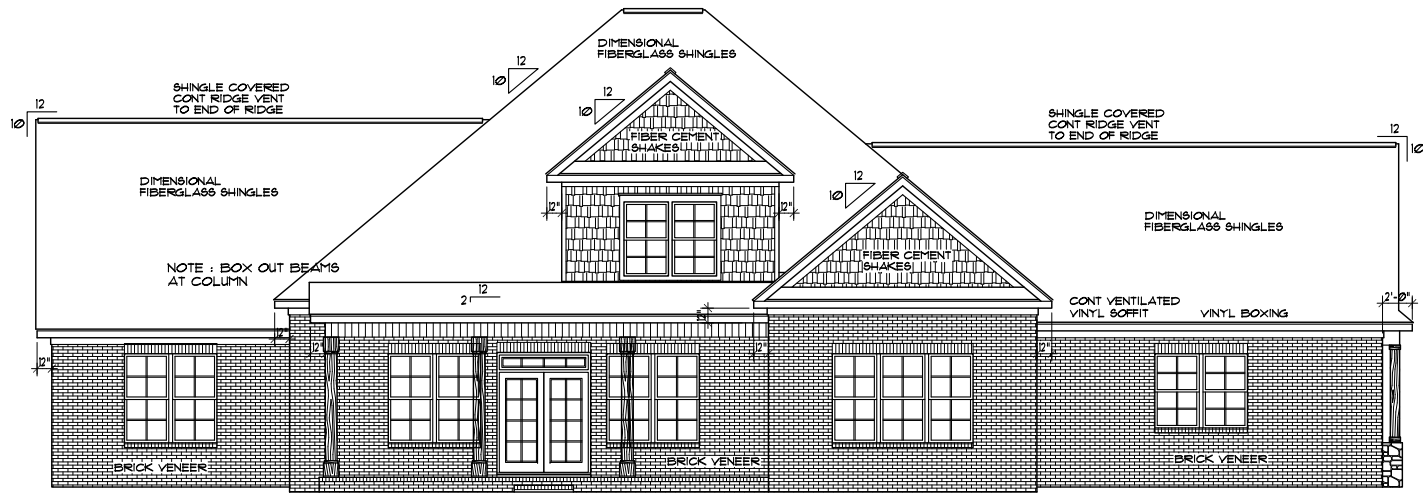 DIMENSIONAL
FIBERGLASS SHINGLES
12
10
SHINGLE COVERED
CONT RIDGE VENT
TO END OF RIDGE
12
10
12
10
SHINGLE COVERED
CONT RIDGE VENT
TO END OF RIDGE
12
10
FIBER CEMENT
SHAKES
DIMENSIONAL
FIBERGLASS SHINGLES
12
10
12"
12"
DIMENSIONAL
FIBERGLASS SHINGLES
FIBER CEMENT
SHAKES
NOTE : BOX OUT BEAMS
AT COLUMN
12
2
CONT VENTILATED
VINYL SOFFIT
VINYL BOXING
2'-0"
12"
12"
12"
12"
12"
12"
BRICK VENEER
BRICK VENEER
BRICK VENEER